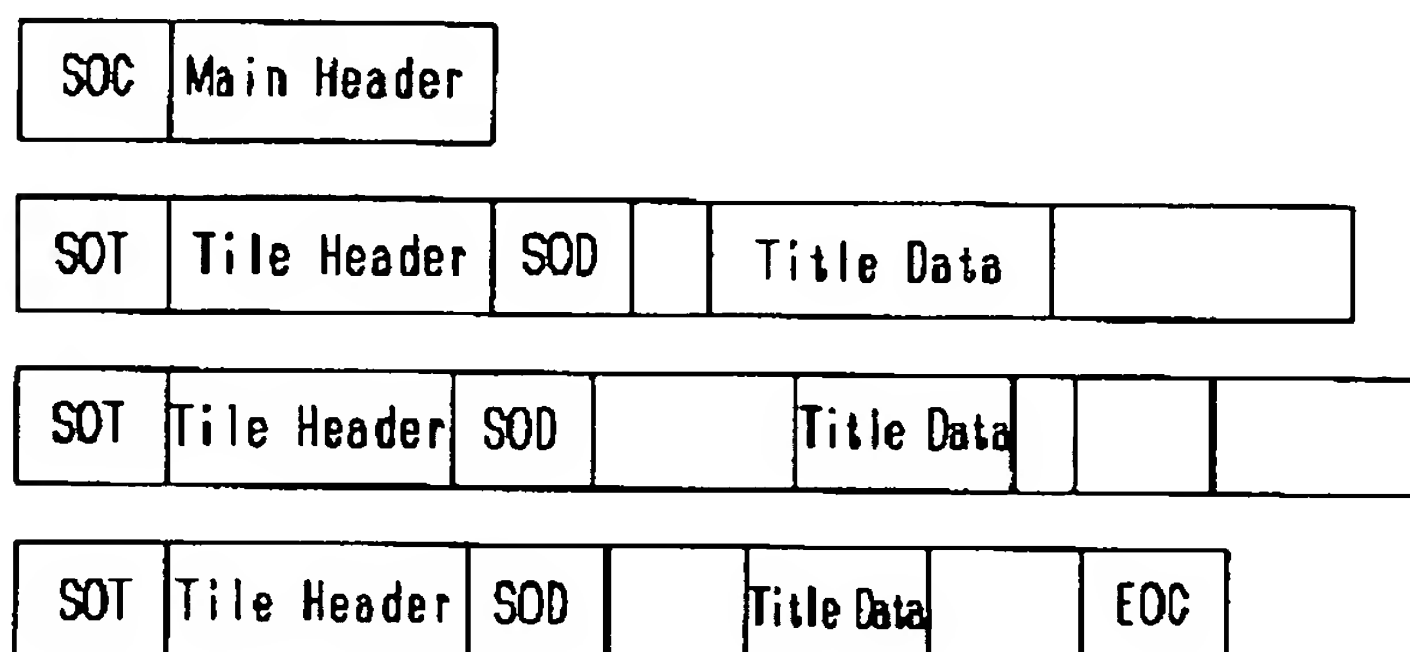 SOC Main Header
SOT Tile Header SOD Title Data
SOT Tile Header SOD Title Data
SOT Tile Header SOD Title Data EOC